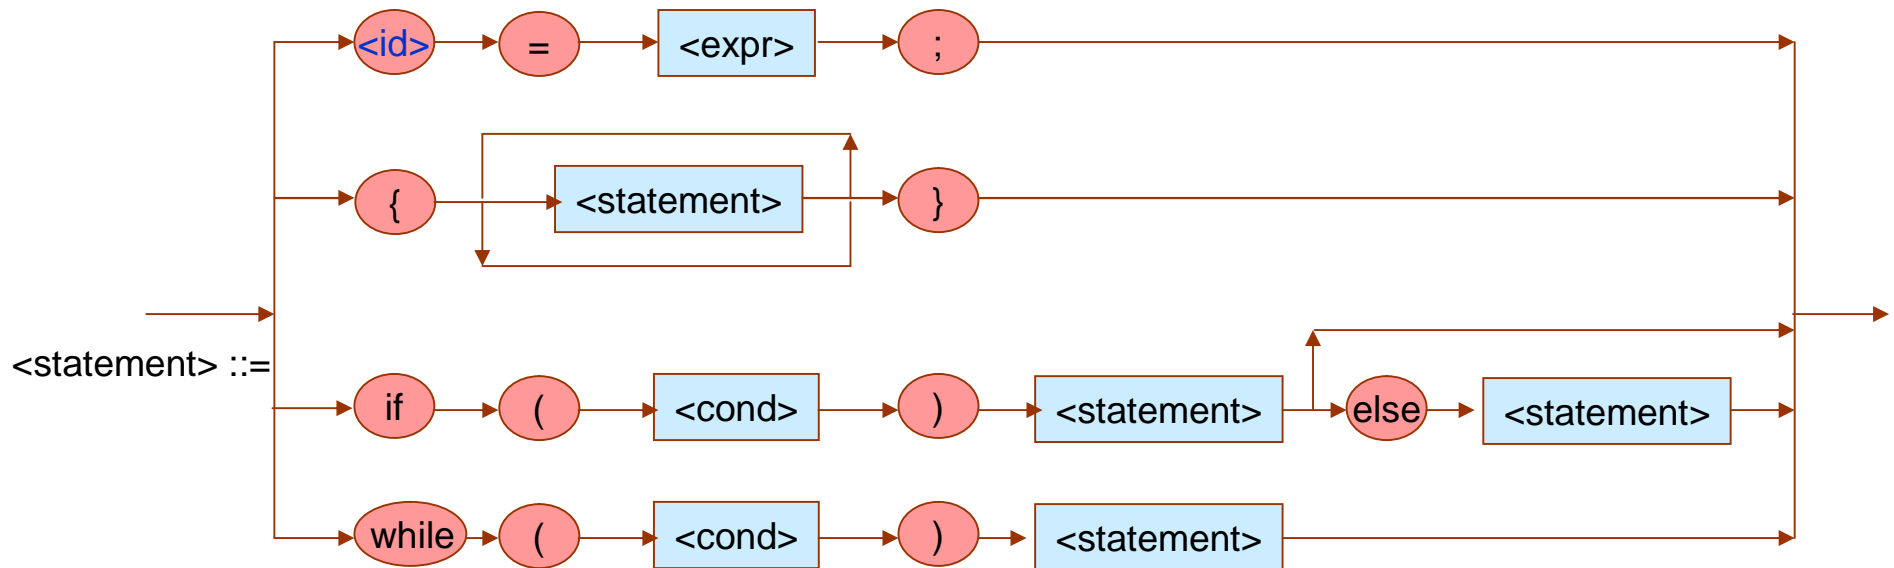 <id> = <expr> ;
{ <statement> }
<statement> ::=
if ( <cond> ) <statement> else <statement>
while ( <cond> ) <statement>